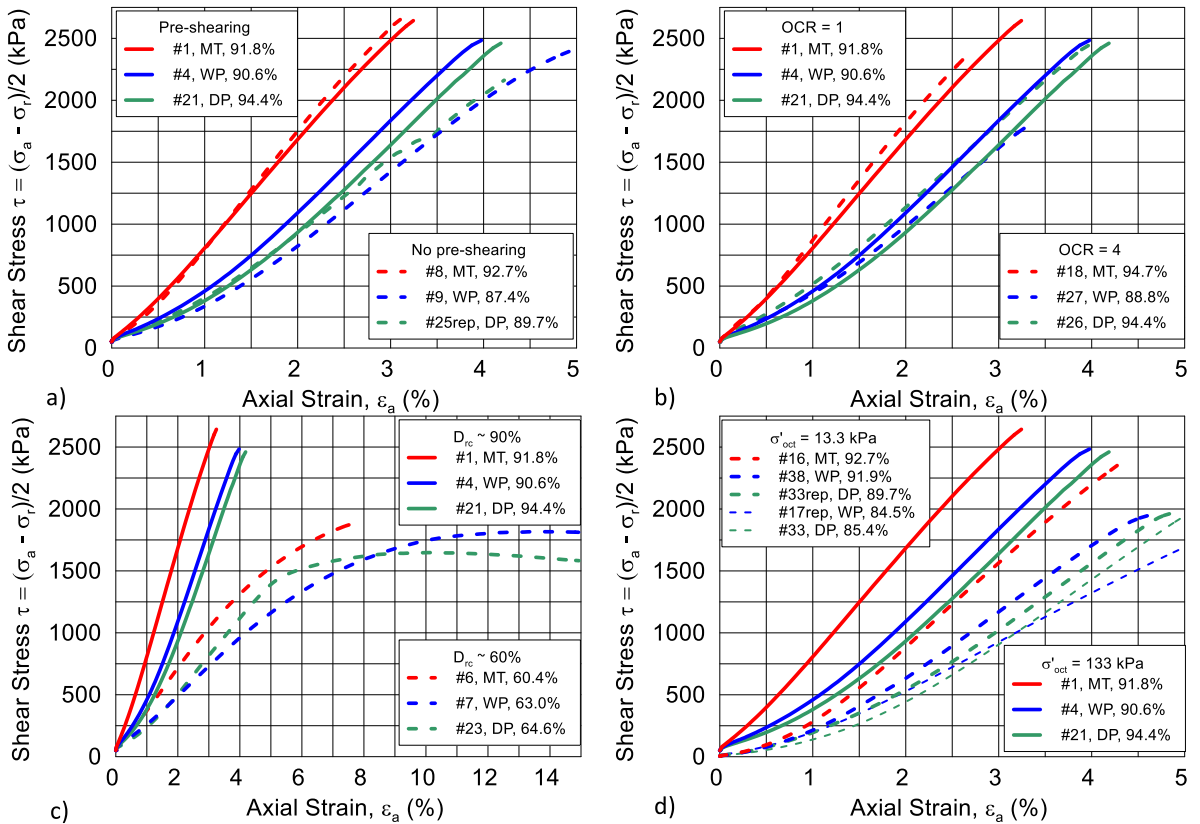 Shear Stress τ = (σa - σr)/2 (kPa)
2500
2000
1500
1000
500
0
Pre-shearing
#1, MT, 91.8%
#4, WP, 90.6%
#21, DP, 94.4%
No pre-shearing
#8, MT, 92.7%
#9, WP, 87.4%
#25rep, DP, 89.7%
0 1 2 3 4 5
a)
Axial Strain, εa (%)
Shear Stress τ = (σa - σr)/2 (kPa)
2500
2000
1500
1000
500
0
OCR = 1
#1, MT, 91.8%
#4, WP, 90.6%
#21, DP, 94.4%
OCR = 4
#18, MT, 94.7%
#27, WP, 88.8%
#26, DP, 94.4%
0 1 2 3 4 5
b)
Axial Strain, εa (%)
Shear Stress τ = (σa - σr)/2 (kPa)
2500
2000
1500
1000
500
0
Drc ~ 90%
#1, MT, 91.8%
#4, WP, 90.6%
#21, DP, 94.4%
Drc ~ 60%
#6, MT, 60.4%
#7, WP, 63.0%
#23, DP, 64.6%
0 2 4 6 8 10 12 14
c)
Axial Strain, εa (%)
Shear Stress τ = (σa - σr)/2 (kPa)
2500
2000
1500
1000
500
0
σ'oct = 13.3 kPa
#16, MT, 92.7%
#38, WP, 91.9%
#33rep, DP, 89.7%
#17rep, WP, 84.5%
#33, DP, 85.4%
σ'oct = 133 kPa
#1, MT, 91.8%
#4, WP, 90.6%
#21, DP, 94.4%
0 1 2 3 4 5
d)
Axial Strain, εa (%)